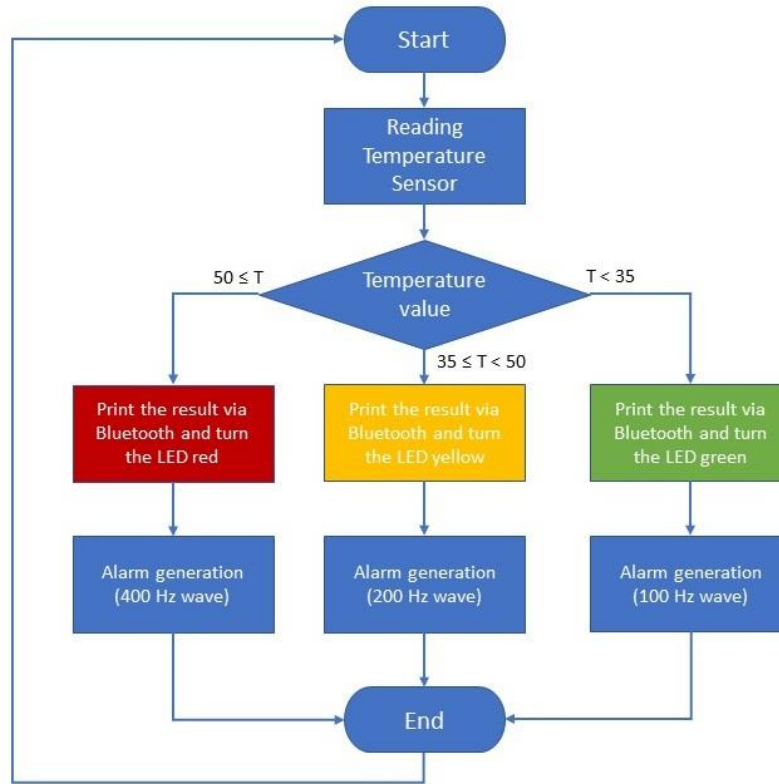 Start
Reading
Temperature
Sensor
50 ≤ T
Temperature
value
T < 35
35 ≤ T < 50
Print the result via
Bluetooth and turn
the LED red
Print the result via
Bluetooth and turn
the LED yellow
Print the result via
Bluetooth and turn
the LED green
Alarm generation
(400 Hz wave)
Alarm generation
(200 Hz wave)
Alarm generation
(100 Hz wave)
End